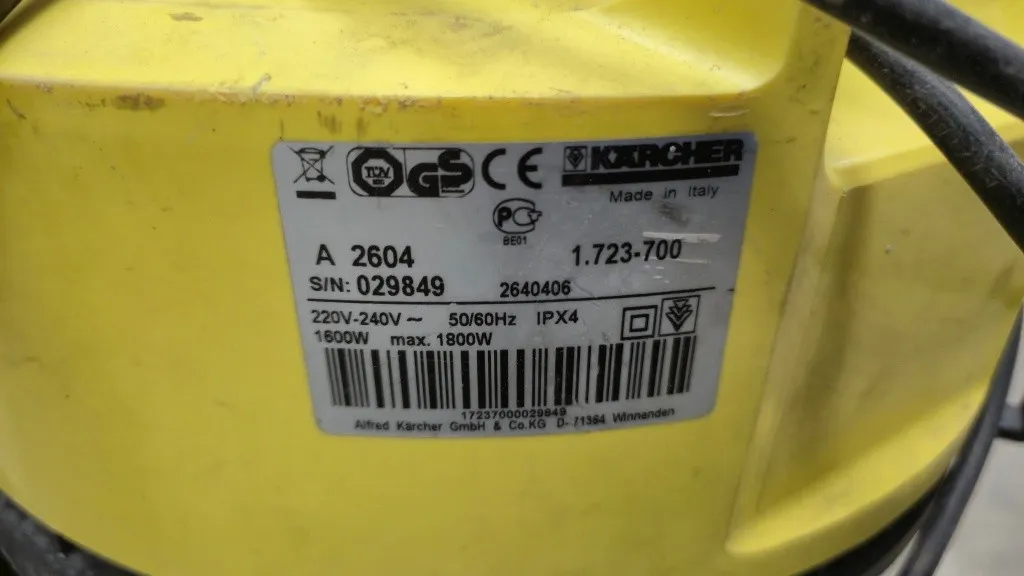 TÜV GS CE KÄRCHER
Made in Italy
PC
BE01
A 2604 1.723-700
S/N: 029849 2640406
220V-240V ~ 50/60Hz IPX4
1600W max. 1800W
17237000029849
Alfred Kärcher GmbH & Co.KG D- 71364 Winnenden